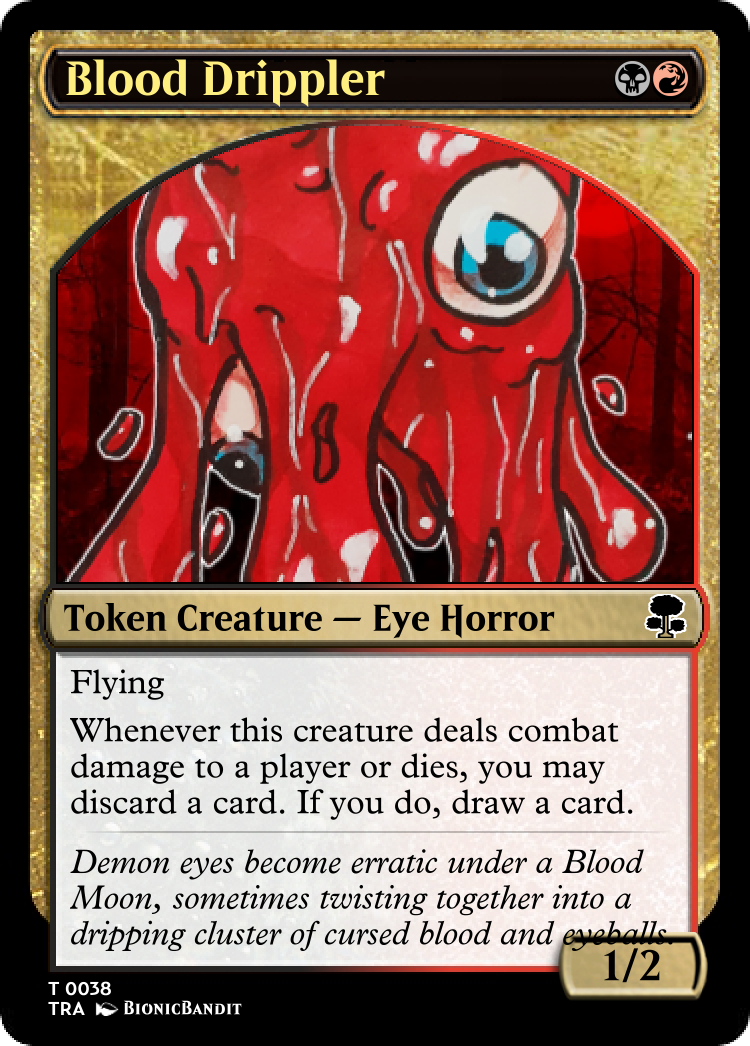 Blood Drippler
Token Creature — Eye Horror
Flying
Whenever this creature deals combat
damage to a player or dies, you may
discard a card. If you do, draw a card.
Demon eyes become erratic under a Blood
Moon, sometimes twisting together into a
dripping cluster of cursed blood and eyeballs.
1/2
T 0038
TRA BionicBandit